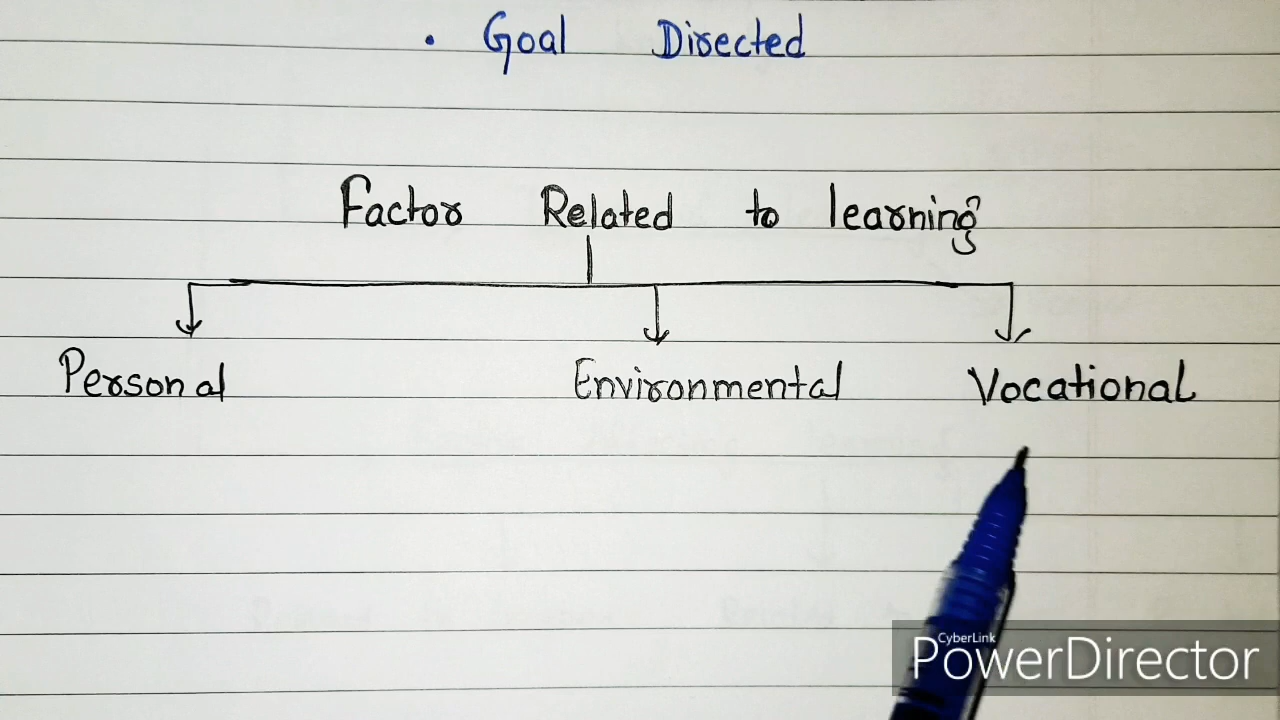 • Goal Directed
Factor Related to learning
Personal Environmental Vocational
CyberLink
PowerDirector